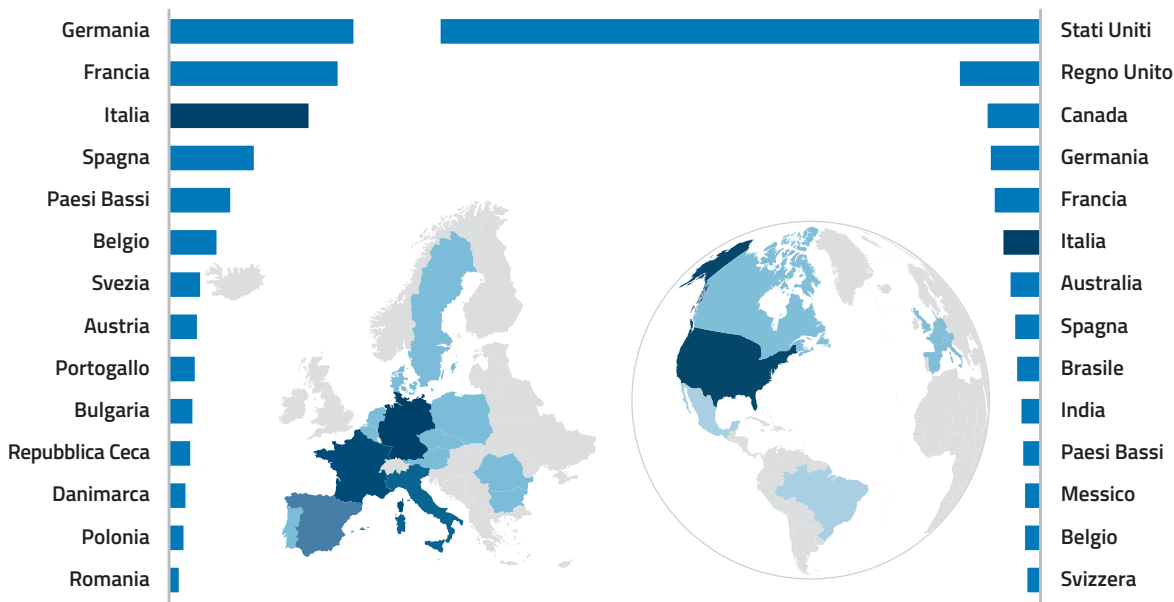 Germania
Francia
Italia
Spagna
Paesi Bassi
Belgio
Svezia
Austria
Portogallo
Bulgaria
Repubblica Ceca
Danimarca
Polonia
Romania
Stati Uniti
Regno Unito
Canada
Germania
Francia
Italia
Australia
Spagna
Brasile
India
Paesi Bassi
Messico
Belgio
Svizzera